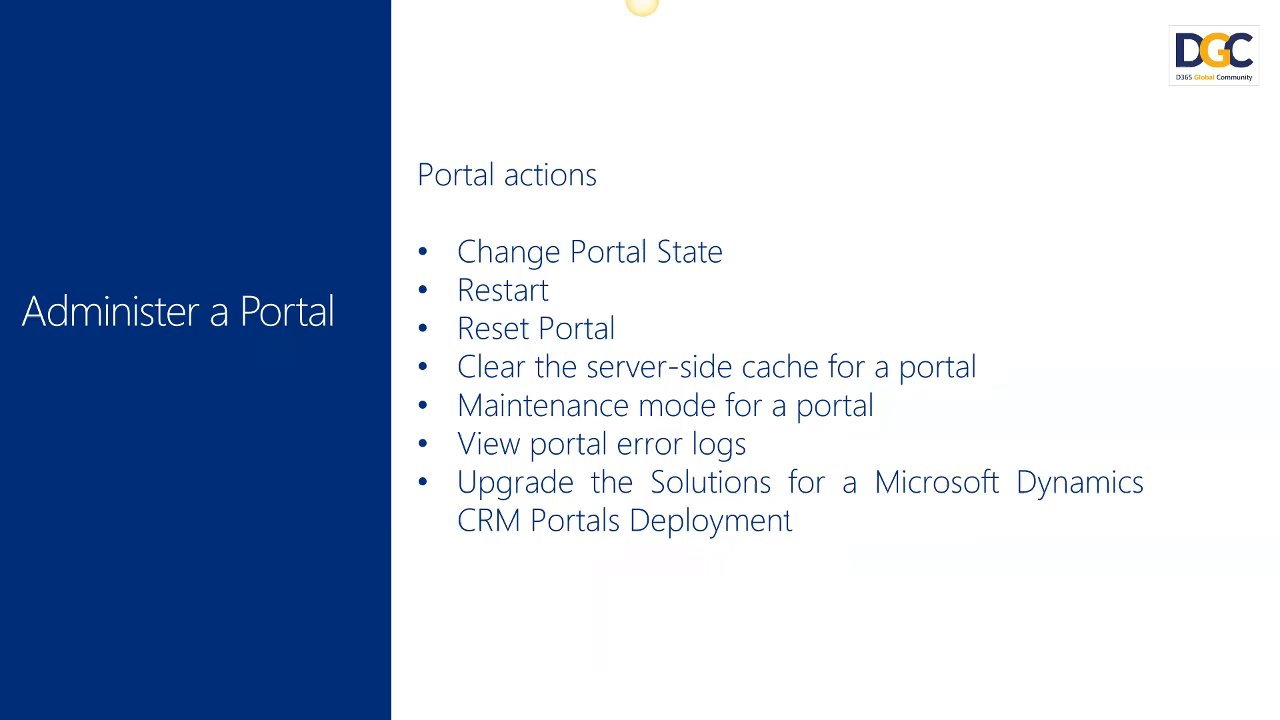 DGC
D365 Global Community
Administer a Portal
Portal actions
• Change Portal State
• Restart
• Reset Portal
• Clear the server-side cache for a portal
• Maintenance mode for a portal
• View portal error logs
• Upgrade the Solutions for a Microsoft Dynamics
CRM Portals Deployment